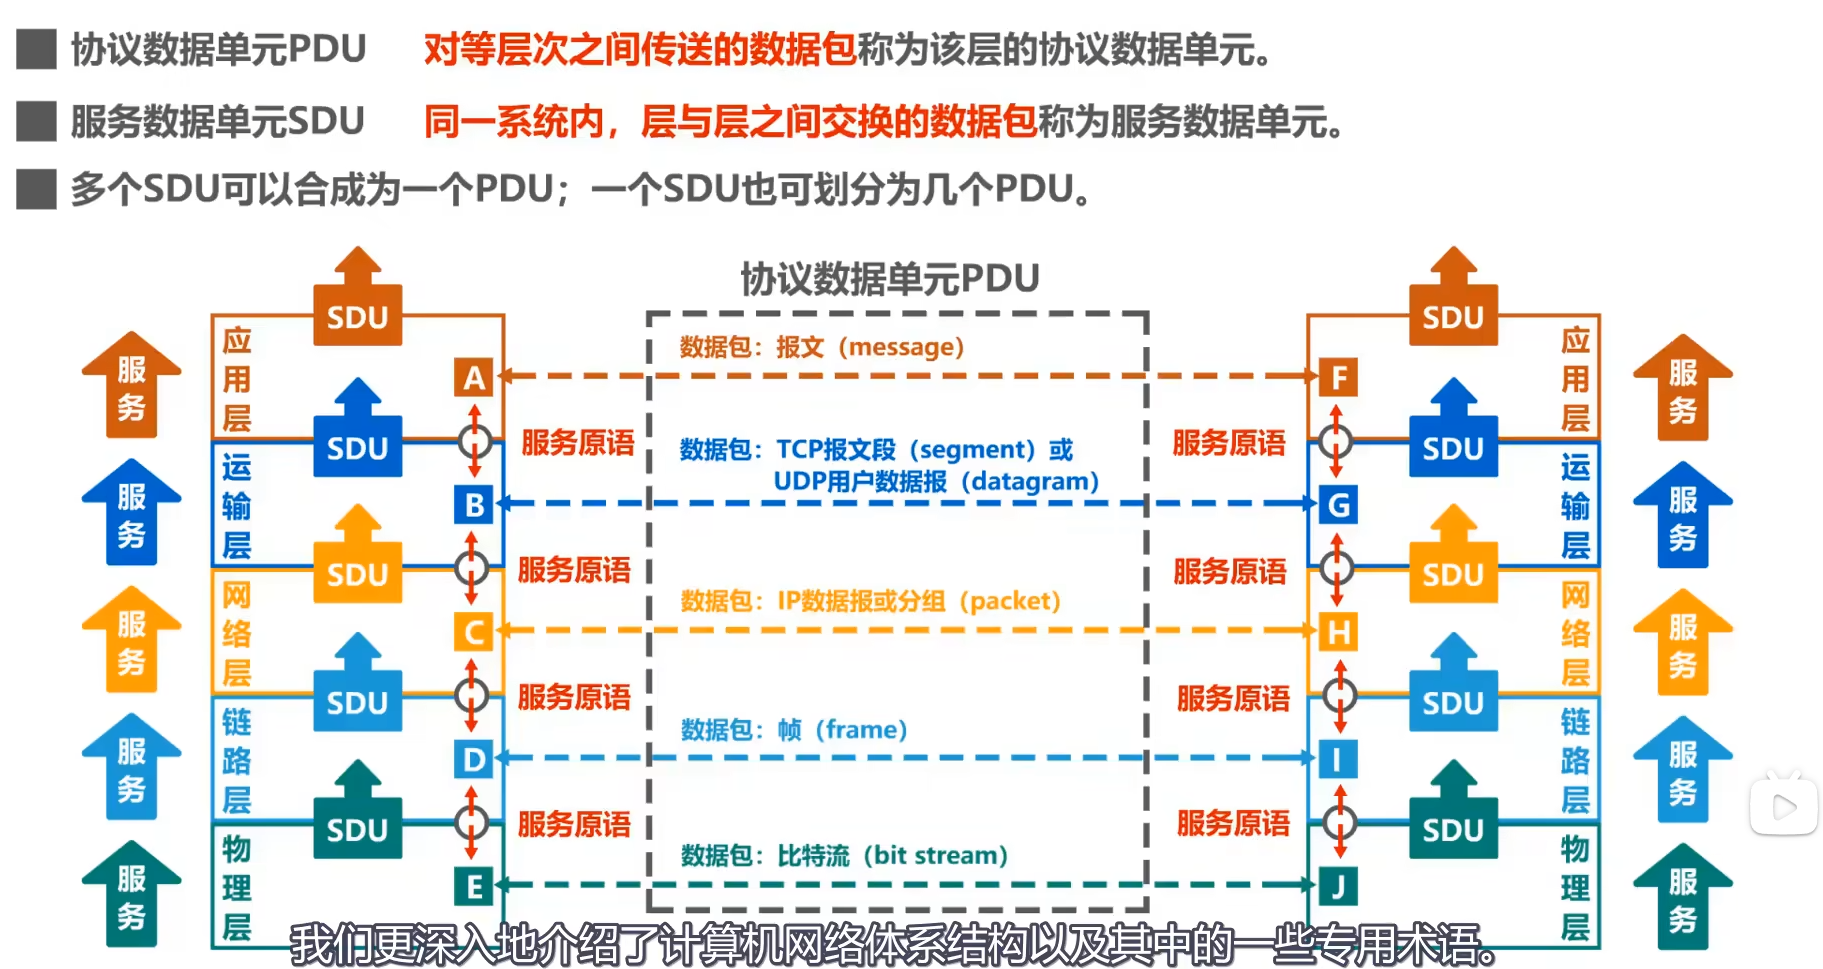 协议数据单元PDU 对等层次之间传送的数据包称为该层的协议数据单元。
服务数据单元SDU 同一系统内，层与层之间交换的数据包称为服务数据单元。
多个SDU可以合成为一个PDU；一个SDU也可划分为几个PDU。
协议数据单元PDU
SDU
SDU
服务
应用层
A
数据包：报文（message）
F
应用层
服务
SDU
服务原语
数据包：TCP报文段（segment）或
UDP用户数据报（datagram）
服务原语
SDU
服务
运输层
B
G
运输层
服务
SDU
服务原语
服务原语
SDU
服务
网络层
C
数据包：IP数据报或分组（packet）
H
网络层
服务
SDU
服务原语
服务原语
SDU
服务
链路层
D
数据包：帧（frame）
I
链路层
服务
SDU
服务原语
服务原语
SDU
服务
物理层
E
数据包：比特流（bit stream）
J
物理层
服务
我们更深入地介绍了计算机网络体系结构以及其中的一些专用术语。